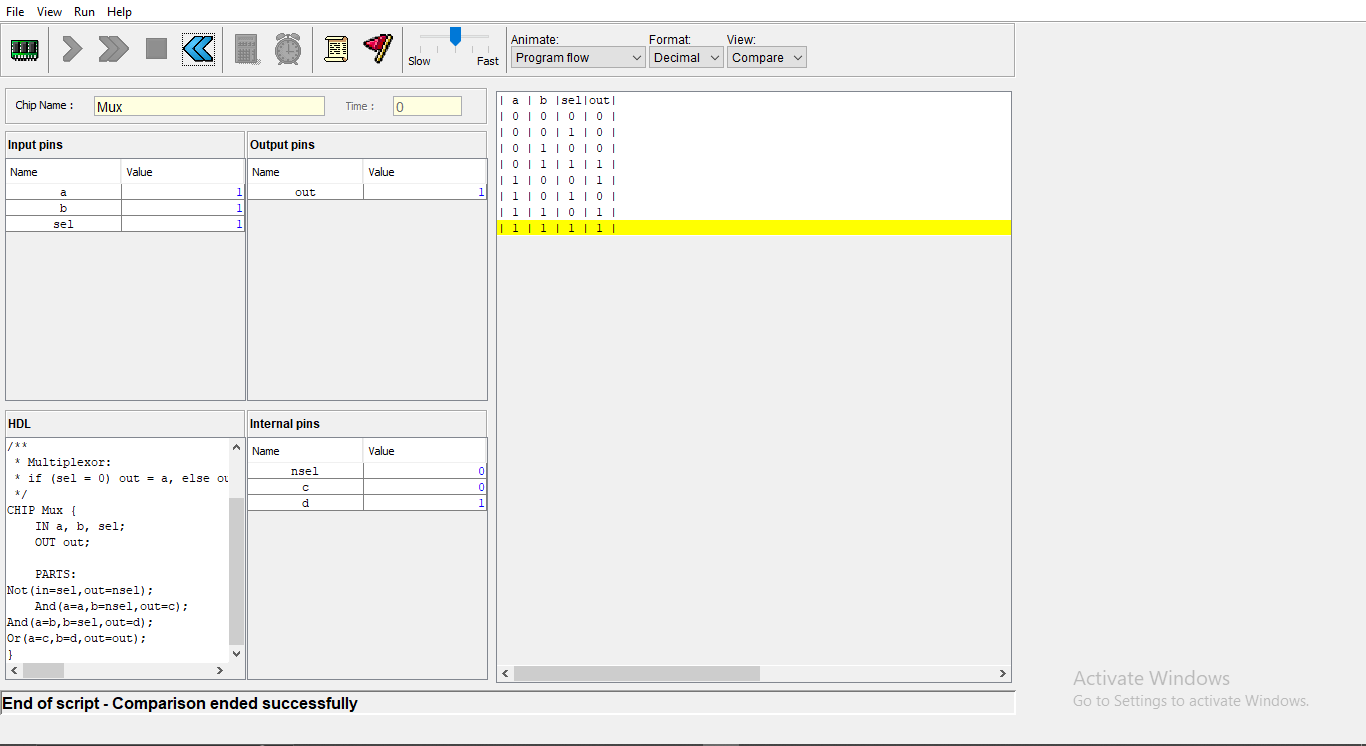 File View Run Help
Animate: Format: View:
Slow Fast Program flow Decimal Compare
Chip Name : Mux Time : 0
Input pins
Name Value
a 1
b 1
sel 1
Output pins
Name Value
out 1
HDL
/**
* Multiplexor:
* if (sel = 0) out = a, else ou
*/
CHIP Mux {
IN a, b, sel;
OUT out;
PARTS:
Not(in=sel,out=nsel);
And(a=a,b=nsel,out=c);
And(a=b,b=sel,out=d);
Or(a=c,b=d,out=out);
}
Internal pins
Name Value
nsel 0
c 0
d 1
| a | b |sel|out|
| 0 | 0 | 0 | 0 |
| 0 | 0 | 1 | 0 |
| 0 | 1 | 0 | 0 |
| 0 | 1 | 1 | 1 |
| 1 | 0 | 0 | 1 |
| 1 | 0 | 1 | 0 |
| 1 | 1 | 0 | 1 |
| 1 | 1 | 1 | 1 |
Activate Windows
Go to Settings to activate Windows.
End of script - Comparison ended successfully